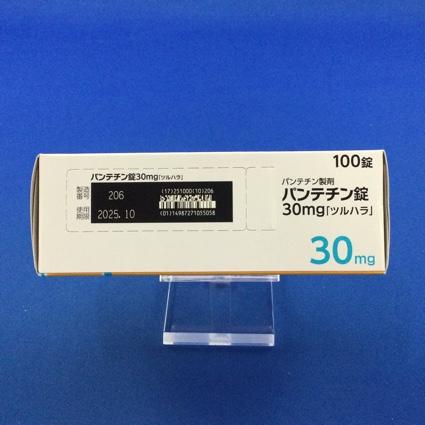 100錠
パンテチン製剤
パンテチン錠
30mg「ツルハラ」
30mg
パンテチン錠30mg「ツルハラ」
製造番号 206
(17)251000(10)206
使用期限 2025.10
(01)14987271055058